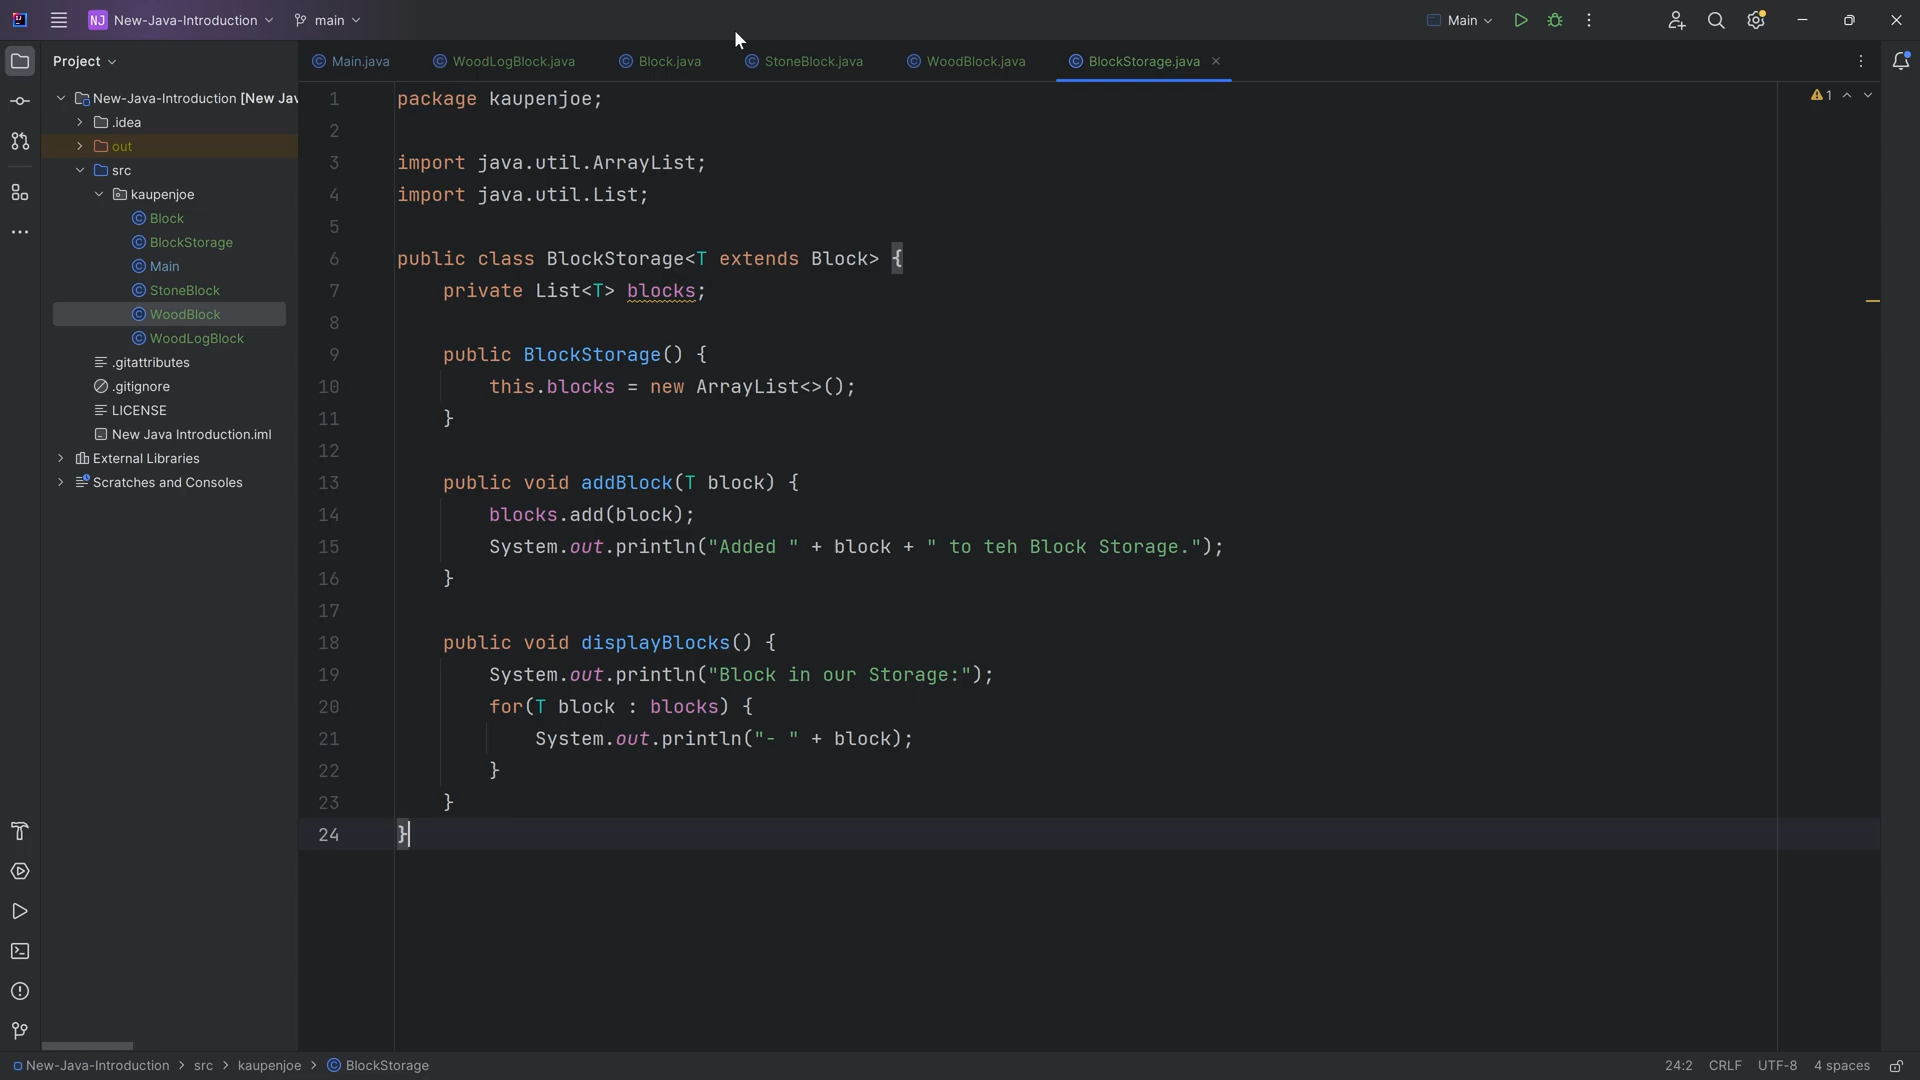 NJ New-Java-Introduction main Main
Project
Main.java WoodLogBlock.java Block.java StoneBlock.java WoodBlock.java BlockStorage.java
New-Java-Introduction [New Jav
.idea
out
src
kaupenjoe
Block
BlockStorage
Main
StoneBlock
WoodBlock
WoodLogBlock
.gitattributes
.gitignore
LICENSE
New Java Introduction.iml
External Libraries
Scratches and Consoles
1 package kaupenjoe;
2
3 import java.util.ArrayList;
4 import java.util.List;
5
6 public class BlockStorage<T extends Block> {
7 private List<T> blocks;
8
9 public BlockStorage() {
10 this.blocks = new ArrayList<>();
11 }
12
13 public void addBlock(T block) {
14 blocks.add(block);
15 System.out.println("Added " + block + " to teh Block Storage.");
16 }
17
18 public void displayBlocks() {
19 System.out.println("Block in our Storage:");
20 for(T block : blocks) {
21 System.out.println("- " + block);
22 }
23 }
24 }
1
New-Java-Introduction > src > kaupenjoe > BlockStorage
24:2 CRLF UTF-8 4 spaces